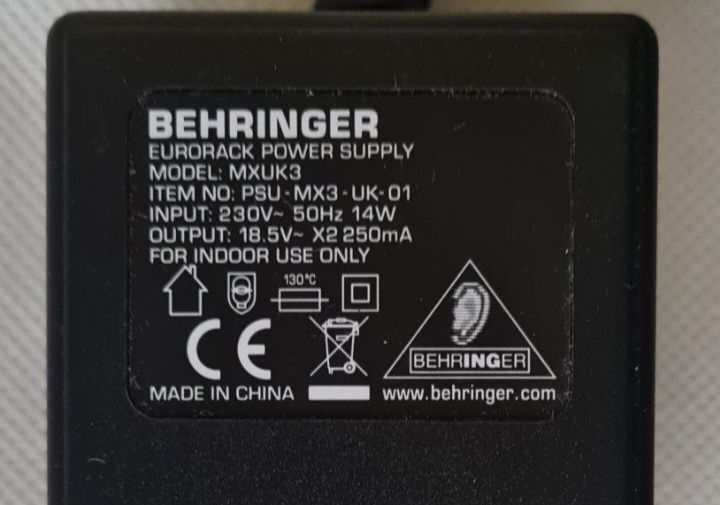 BEHRINGER
EURORACK POWER SUPPLY
MODEL: MXUK3
ITEM NO: PSU-MX3-UK-01
INPUT: 230V~ 50Hz 14W
OUTPUT: 18.5V~ X2 250mA
FOR INDOOR USE ONLY
130°C
CE
BEHRINGER
MADE IN CHINA
www.behringer.com